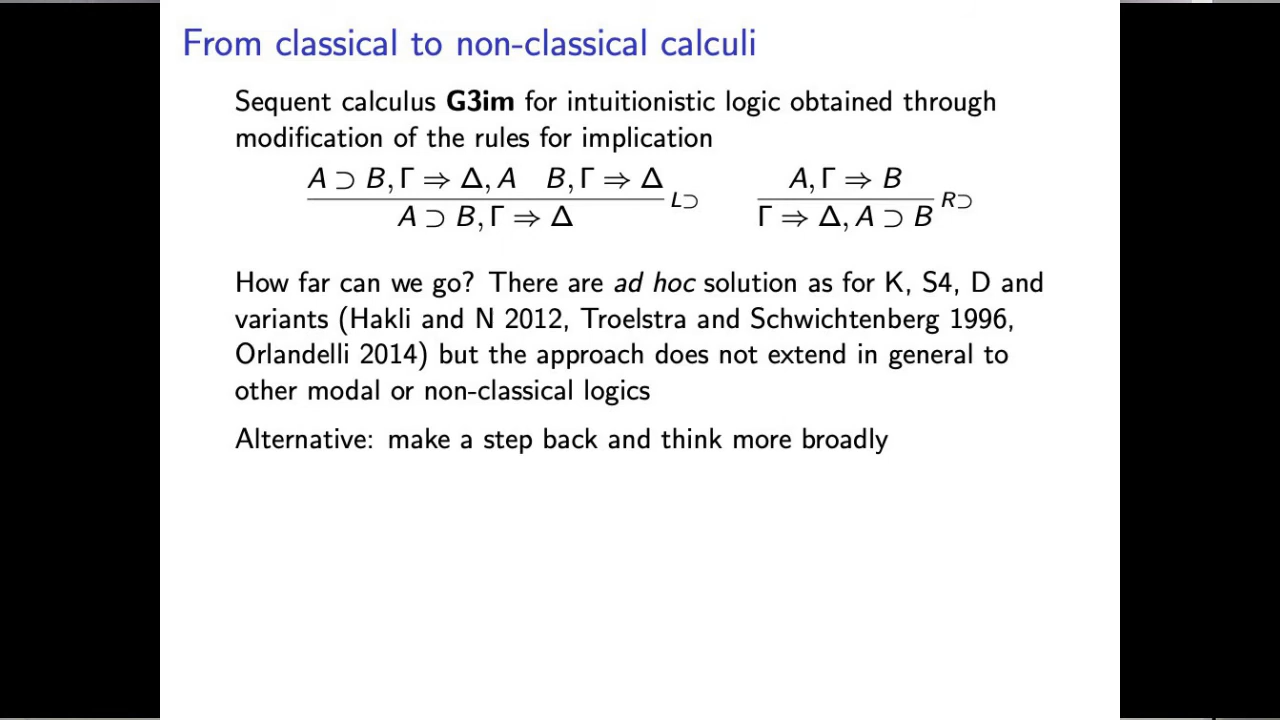 From classical to non-classical calculi
Sequent calculus G3im for intuitionistic logic obtained through
modification of the rules for implication
A ⊃ B, Γ ⇒ Δ, A   B, Γ ⇒ Δ
A ⊃ B, Γ ⇒ Δ
L⊃
A, Γ ⇒ B
Γ ⇒ Δ, A ⊃ B
R⊃
How far can we go? There are ad hoc solution as for K, S4, D and
variants (Hakli and N 2012, Troelstra and Schwichtenberg 1996,
Orlandelli 2014) but the approach does not extend in general to
other modal or non-classical logics
Alternative: make a step back and think more broadly